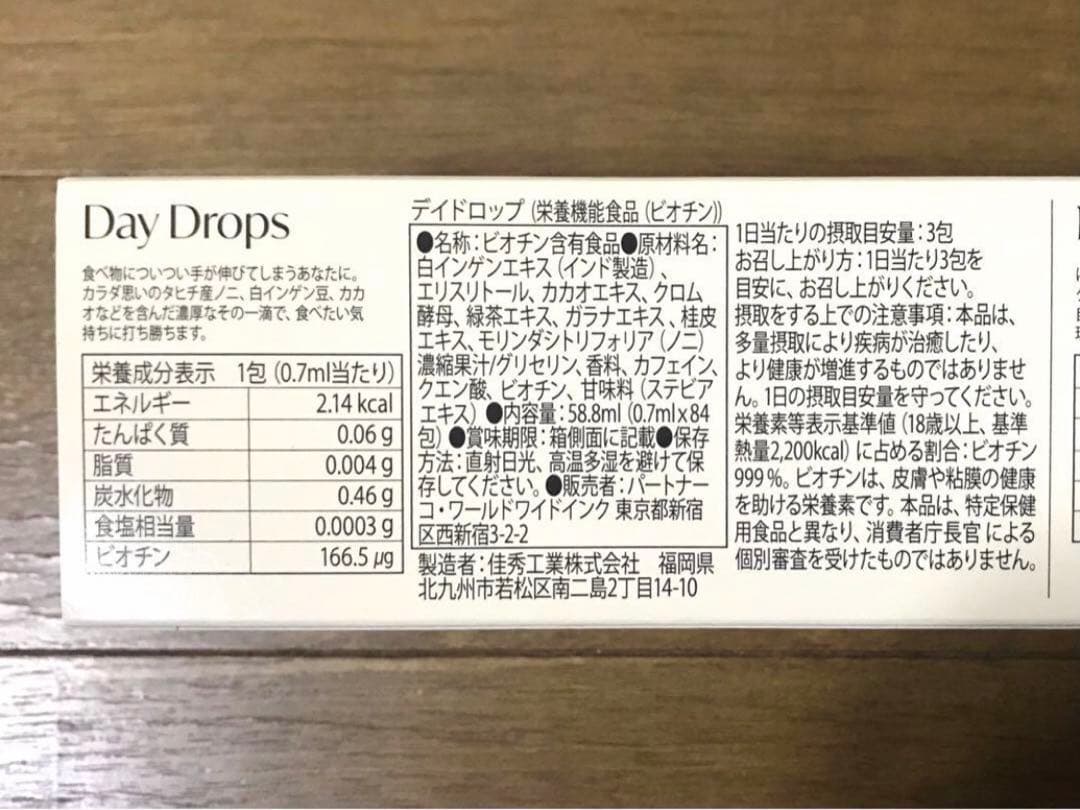 Day Drops
食べ物についつい手が伸びてしまうあなたに。
カラダ思いのタヒチ産ノニ、白インゲン豆、カカ
オなどを含んだ濃厚なその一滴で、食べたい気
持ちに打ち勝ちます。
栄養成分表示 1包 (0.7ml当たり)
エネルギー 2.14 kcal
たんぱく質 0.06 g
脂質 0.004 g
炭水化物 0.46 g
食塩相当量 0.0003 g
ビオチン 166.5 μg
デイドロップ (栄養機能食品 (ビオチン))
●名称：ビオチン含有食品●原材料名：
白インゲンエキス (インド製造) 、
エリスリトール、カカオエキス、クロム
酵母、緑茶エキス、ガラナエキス、桂皮
エキス、モリンダシトリフォリア (ノニ)
濃縮果汁/グリセリン、香料、カフェイン、
クエン酸、ビオチン、甘味料 (ステビア
エキス) ●内容量：58.8ml (0.7mlx84
包) ●賞味期限：箱側面に記載●保存
方法：直射日光、高温多湿を避けて保
存してください。●販売者：パートナー
コ・ワールドワイドインク 東京都新宿
区西新宿3-2-2
製造者：佳秀工業株式会社 福岡県
北九州市若松区南二島2丁目14-10
1日当たりの摂取目安量：3包
お召し上がり方：1日当たり3包を
目安に、お召し上がりください。
摂取をする上での注意事項：本品は、
多量摂取により疾病が治癒したり、
より健康が増進するものではありませ
ん。1日の摂取目安量を守ってください。
栄養素等表示基準値 (18歳以上、基準
熱量2,200kcal) に占める割合：ビオチン
999％。ビオチンは、皮膚や粘膜の健康
を助ける栄養素です。本品は、特定保健
用食品と異なり、消費者庁長官 による
個別審査を受けたものではありません。